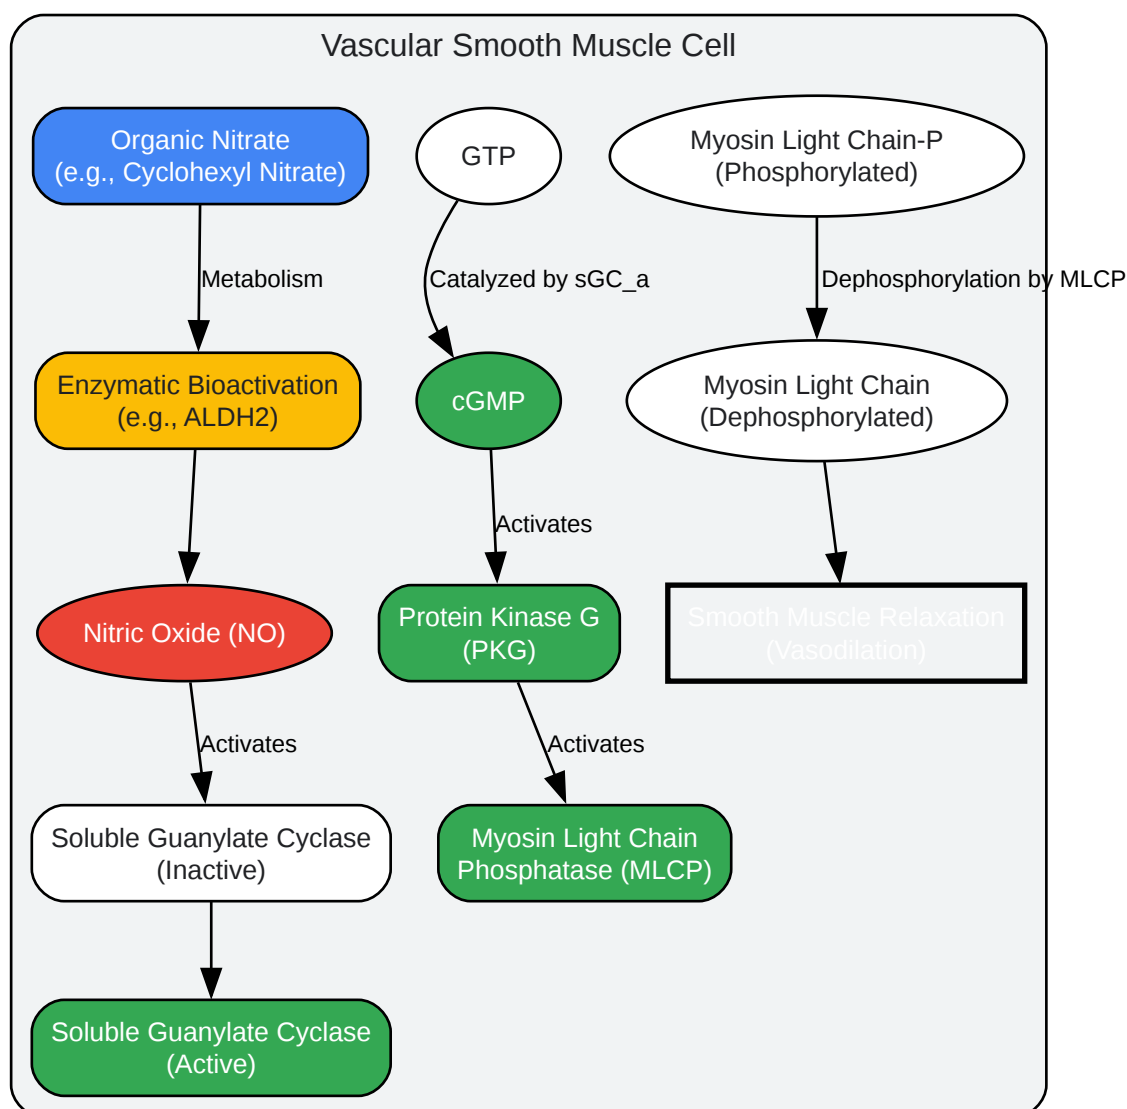 Vascular Smooth Muscle Cell
Organic Nitrate
(e.g., Cyclohexyl Nitrate)
Metabolism
Enzymatic Bioactivation
(e.g., ALDH2)
Nitric Oxide (NO)
Activates
Soluble Guanylate Cyclase
(Inactive)
Soluble Guanylate Cyclase
(Active)
GTP
Catalyzed by sGC_a
cGMP
Activates
Protein Kinase G
(PKG)
Activates
Myosin Light Chain
Phosphatase (MLCP)
Myosin Light Chain-P
(Phosphorylated)
Dephosphorylation by MLCP
Myosin Light Chain
(Dephosphorylated)
Smooth Muscle Relaxation
(Vasodilation)